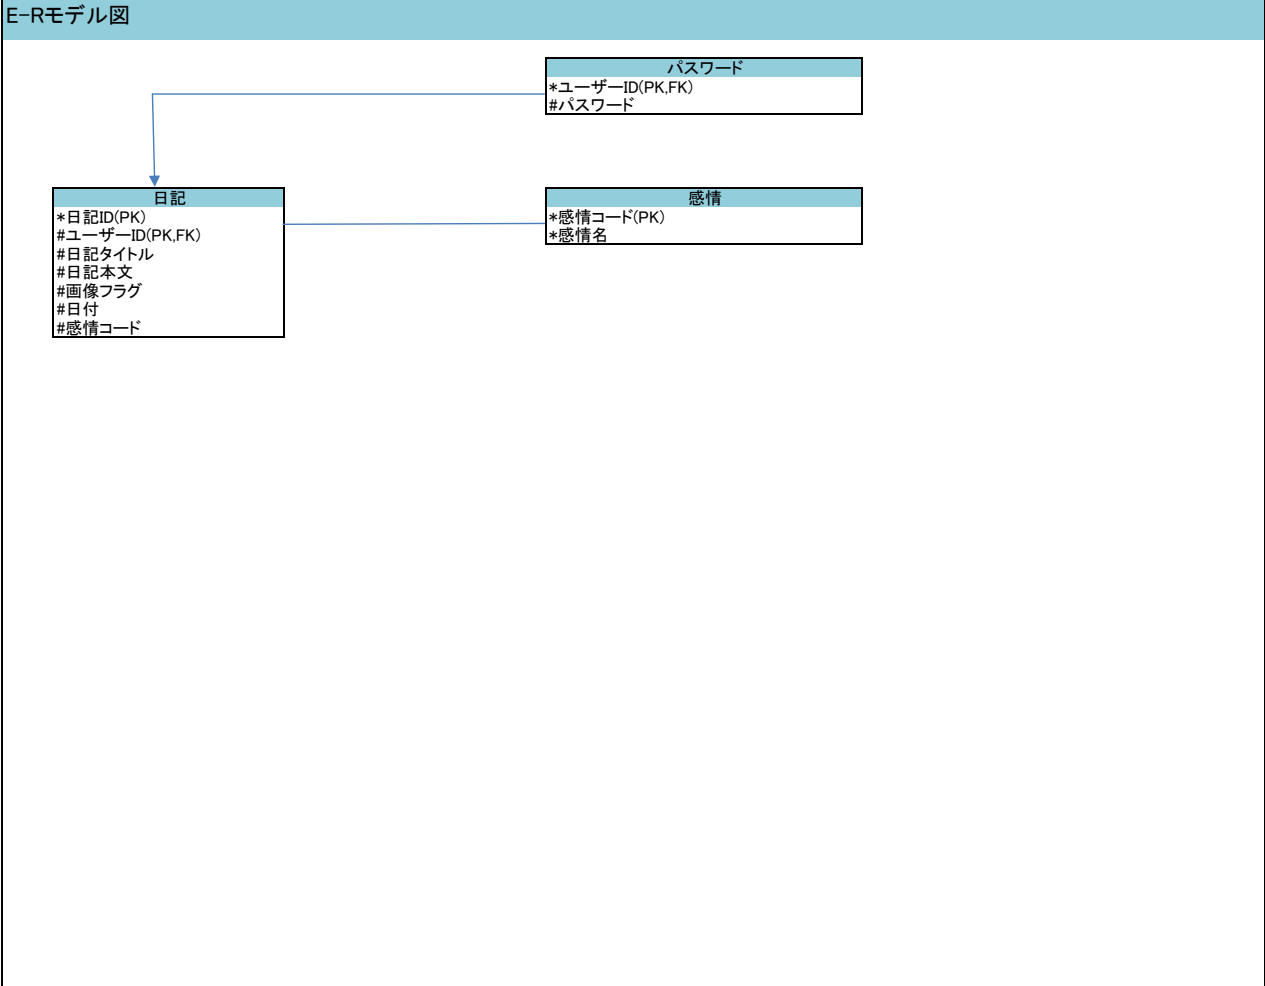 E-Rモデル図
パスワード
*ユーザーID(PK,FK)
#パスワード
日記
*日記ID(PK)
#ユーザーID(PK,FK)
#日記タイトル
#日記本文
#画像フラグ
#日付
#感情コード
感情
*感情コード(PK)
*感情名